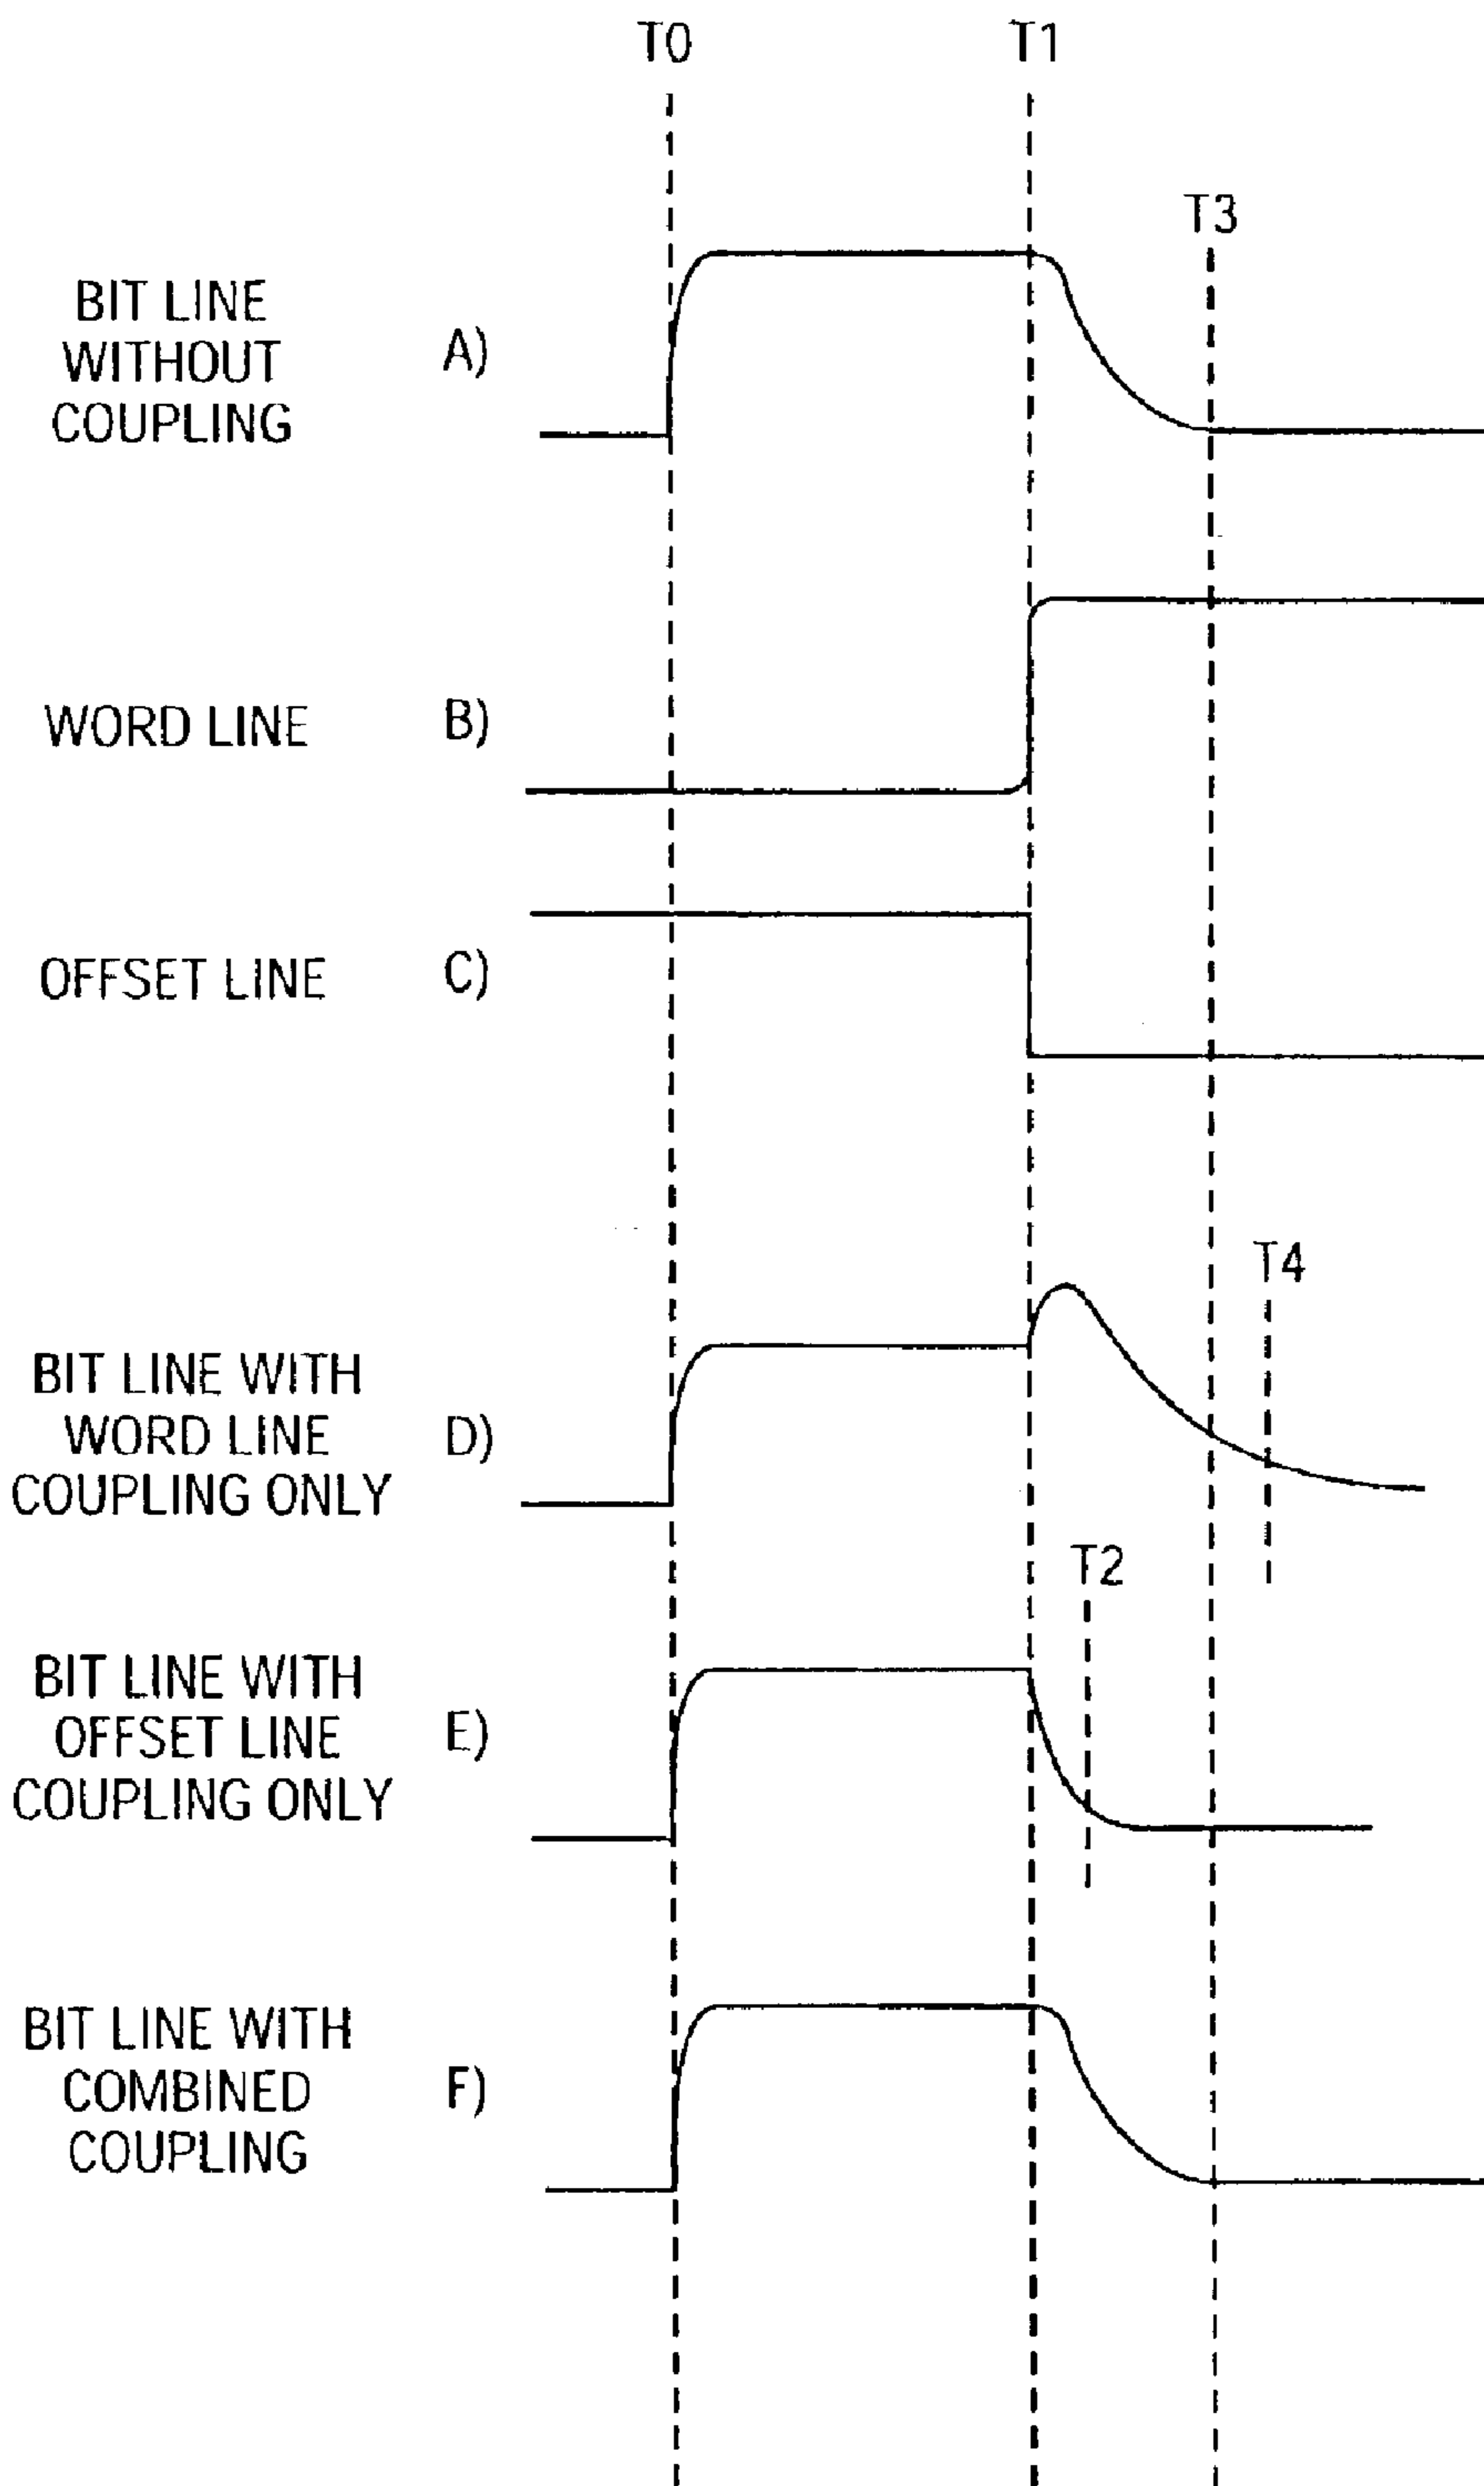 T0
T1
T3
BIT LINE
WITHOUT
COUPLING
A)
WORD LINE
B)
OFFSET LINE
C)
T4
BIT LINE WITH
WORD LINE
COUPLING ONLY
D)
T2
BIT LINE WITH
OFFSET LINE
COUPLING ONLY
E)
BIT LINE WITH
COMBINED
COUPLING
F)